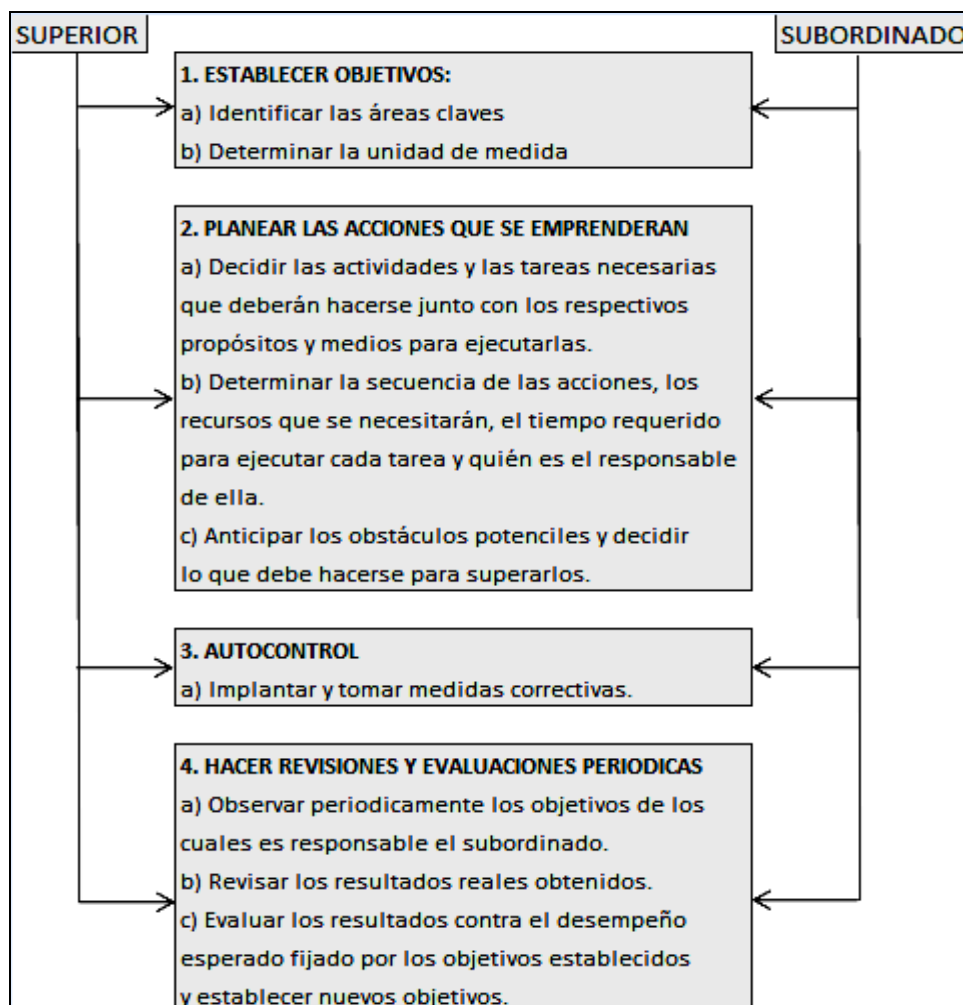 SUPERIOR
SUBORDINADO
1. ESTABLECER OBJETIVOS:
a) Identificar las áreas claves
b) Determinar la unidad de medida
2. PLANEAR LAS ACCIONES QUE SE EMPRENDERAN
a) Decidir las actividades y las tareas necesarias
que deberán hacerse junto con los respectivos
propósitos y medios para ejecutarlas.
b) Determinar la secuencia de las acciones, los
recursos que se necesitarán, el tiempo requerido
para ejecutar cada tarea y quién es el responsable
de ella.
c) Anticipar los obstáculos potenciles y decidir
lo que debe hacerse para superarlos.
3. AUTOCONTROL
a) Implantar y tomar medidas correctivas.
4. HACER REVISIONES Y EVALUACIONES PERIODICAS
a) Observar periodicamente los objetivos de los
cuales es responsable el subordinado.
b) Revisar los resultados reales obtenidos.
c) Evaluar los resultados contra el desempeño
esperado fijado por los objetivos establecidos
y establecer nuevos objetivos.